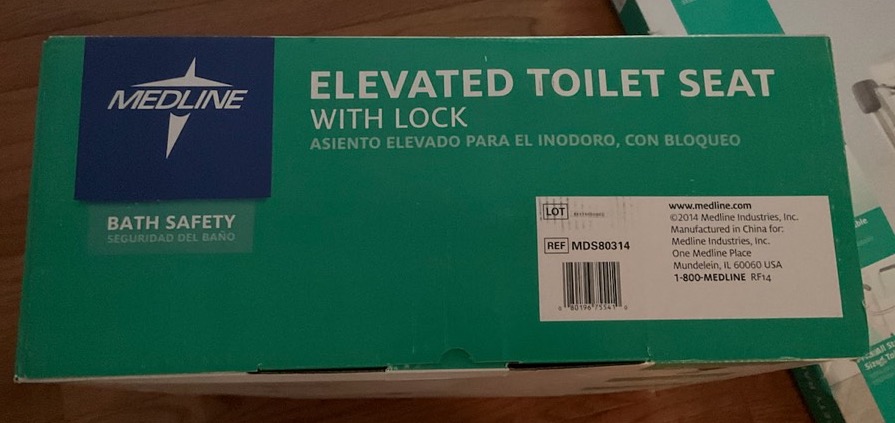 MEDLINE
ELEVATED TOILET SEAT
WITH LOCK
ASIENTO ELEVADO PARA EL INODORO, CON BLOQUEO
BATH SAFETY
SEGURIDAD DEL BAÑO
LOT
REF MDS80314
www.medline.com
©2014 Medline Industries, Inc.
Manufactured in China for:
Medline Industries, Inc.
One Medline Place
Mundelein, IL 60060 USA
1-800-MEDLINE RF14